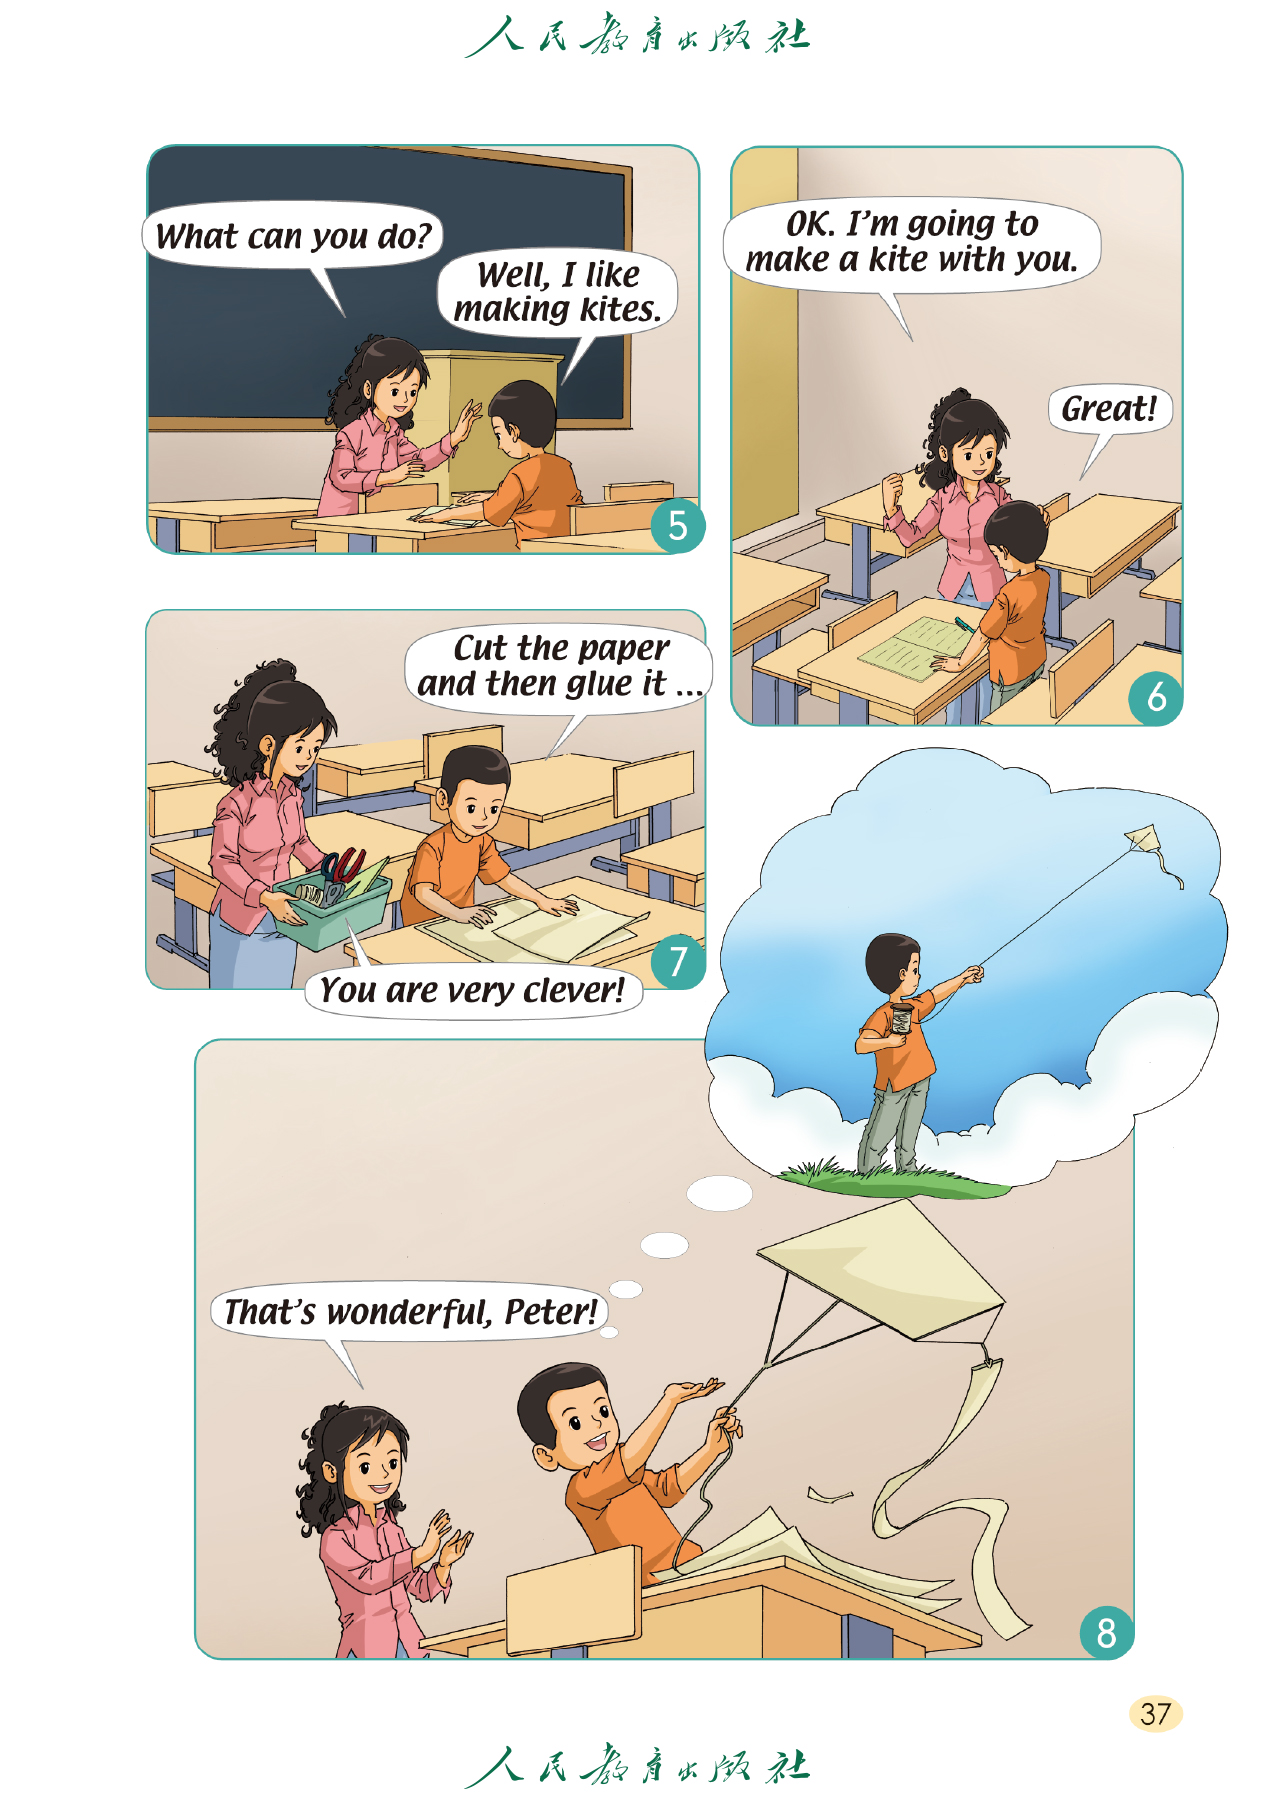 人民教育出版社
What can you do?
Well, I like
making kites.
5
OK. I'm going to
make a kite with you.
Great!
6
Cut the paper
and then glue it ...
You are very clever!
7
That's wonderful, Peter!
8
37
人民教育出版社